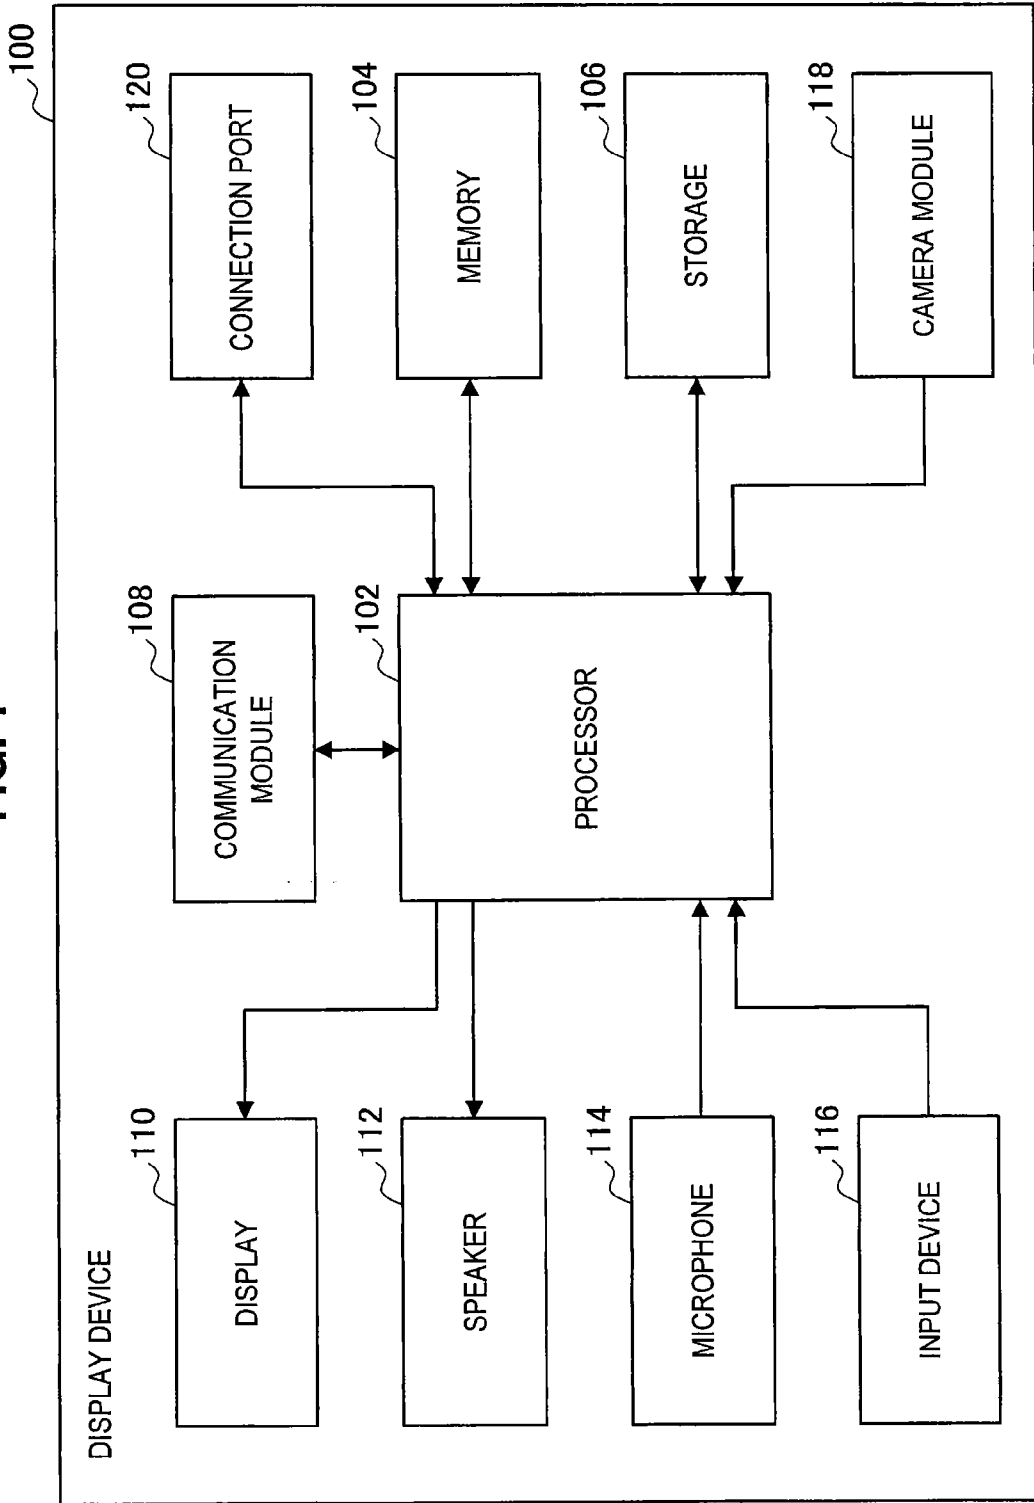 100
DISPLAY DEVICE
110
DISPLAY
108
COMMUNICATION
MODULE
120
CONNECTION PORT
112
SPEAKER
102
PROCESSOR
104
MEMORY
114
MICROPHONE
106
STORAGE
116
INPUT DEVICE
118
CAMERA MODULE